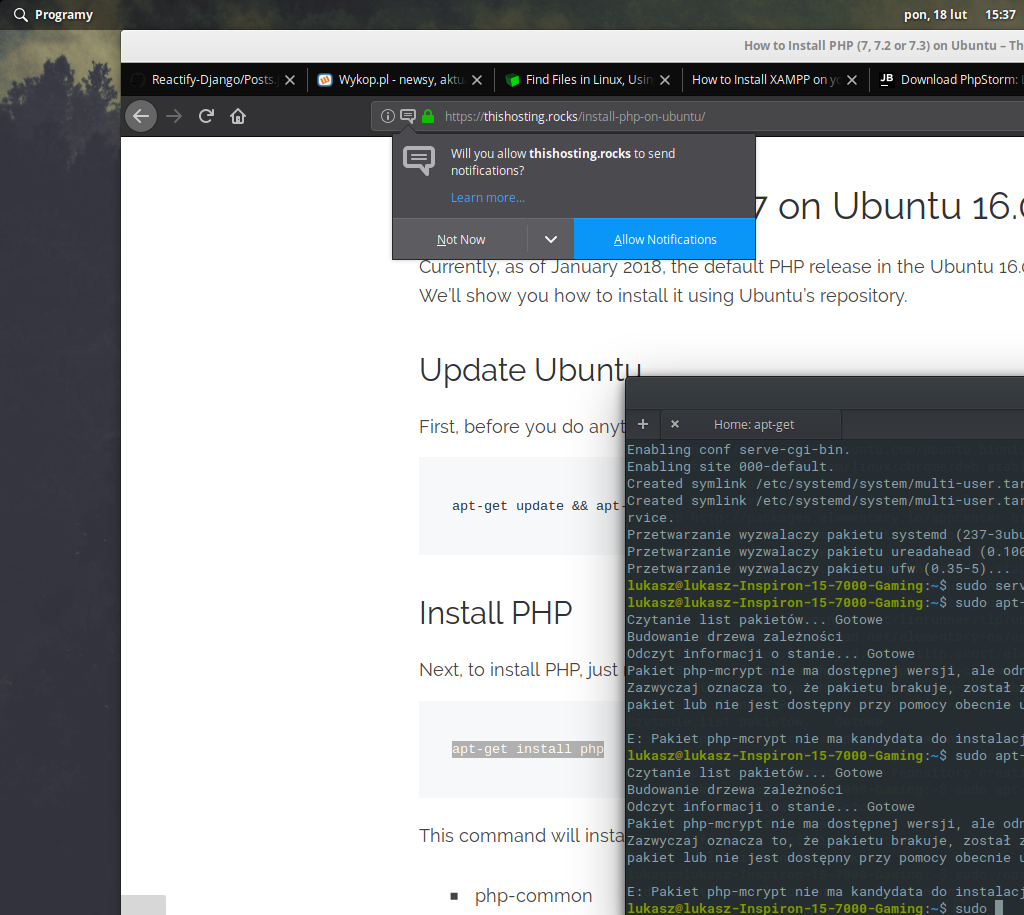 Programy
pon, 18 lut 15:37
How to Install PHP (7, 7.2 or 7.3) on Ubuntu – Th
Reactify-Django/Posts
Wykop.pl - newsy, aktu
Find Files in Linux, Usin
How to Install XAMPP on yo
JB Download PhpStorm: L
https://thishosting.rocks/install-php-on-ubuntu/
Will you allow thishosting.rocks to send
notifications?
Learn more...
Not Now
Allow Notifications
7 on Ubuntu 16.0
Currently, as of January 2018, the default PHP release in the Ubuntu 16.0
We'll show you how to install it using Ubuntu's repository.
Update Ubuntu
First, before you do anyt
apt-get update && apt-
Install PHP
Next, to install PHP, just
apt-get install php
This command will insta
php-common
Home: apt-get
Enabling conf serve-cgi-bin.
Enabling site 000-default.
Created symlink /etc/systemd/system/multi-user.tar
Created symlink /etc/systemd/system/multi-user.tar
rvice.
Przetwarzanie wyzwalaczy pakietu systemd (237-3ubu
Przetwarzanie wyzwalaczy pakietu ureadahead (0.100
Przetwarzanie wyzwalaczy pakietu ufw (0.35-5)...
lukasz@lukasz-Inspiron-15-7000-Gaming:~$ sudo serv
lukasz@lukasz-Inspiron-15-7000-Gaming:~$ sudo apt-
Czytanie list pakietów... Gotowe
Budowanie drzewa zależności
Odczyt informacji o stanie... Gotowe
Pakiet php-mcrypt nie ma dostępnej wersji, ale odn
Zazwyczaj oznacza to, że pakietu brakuje, został z
pakiet lub nie jest dostępny przy pomocy obecnie u
E: Pakiet php-mcrypt nie ma kandydata do instalacj
lukasz@lukasz-Inspiron-15-7000-Gaming:~$ sudo apt-
Czytanie list pakietów... Gotowe
Budowanie drzewa zależności
Odczyt informacji o stanie... Gotowe
Pakiet php-mcrypt nie ma dostępnej wersji, ale odn
Zazwyczaj oznacza to, że pakietu brakuje, został z
pakiet lub nie jest dostępny przy pomocy obecnie u
E: Pakiet php-mcrypt nie ma kandydata do instalacj
lukasz@lukasz-Inspiron-15-7000-Gaming:~$ sudo